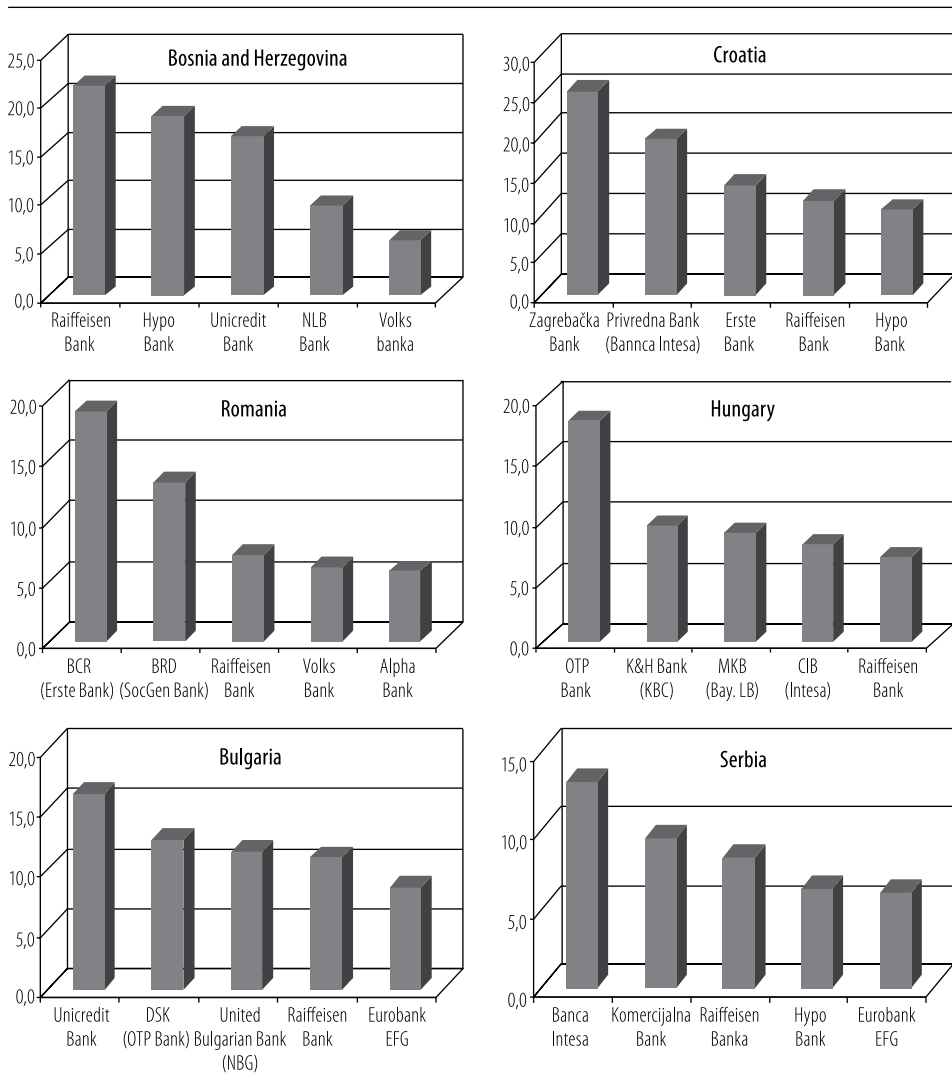 Bosnia and Herzegovina
25,0
20,0
15,0
10,0
5,0
0,0
Raiffeisen Hypo Unicredit NLB Volks
Bank Bank Bank Bank banka
Croatia
30,0
25,0
20,0
15,0
10,0
5,0
0,0
Zagrebačka Privredna Bank Erste Raiffeisen Hypo
Bank (Bannca Intesa) Bank Bank Bank
Romania
20,0
15,0
10,0
5,0
0,0
BCR BRD Raiffeisen Volks Alpha
(Erste Bank) (SocGen Bank) Bank Bank Bank
Hungary
20,0
15,0
10,0
5,0
0,0
OTP K&H Bank MKB CIB Raiffeisen
Bank (KBC) (Bay. LB) (Intesa) Bank
Bulgaria
20,0
15,0
10,0
5,0
0,0
Unicredit DSK United Raiffeisen Eurobank
Bank (OTP Bank) Bulgarian Bank Bank EFG
(NBG)
Serbia
15,0
10,0
5,0
0,0
Banca Komercijalna Raiffeisen Hypo Eurobank
Intesa Bank Banka Bank EFG